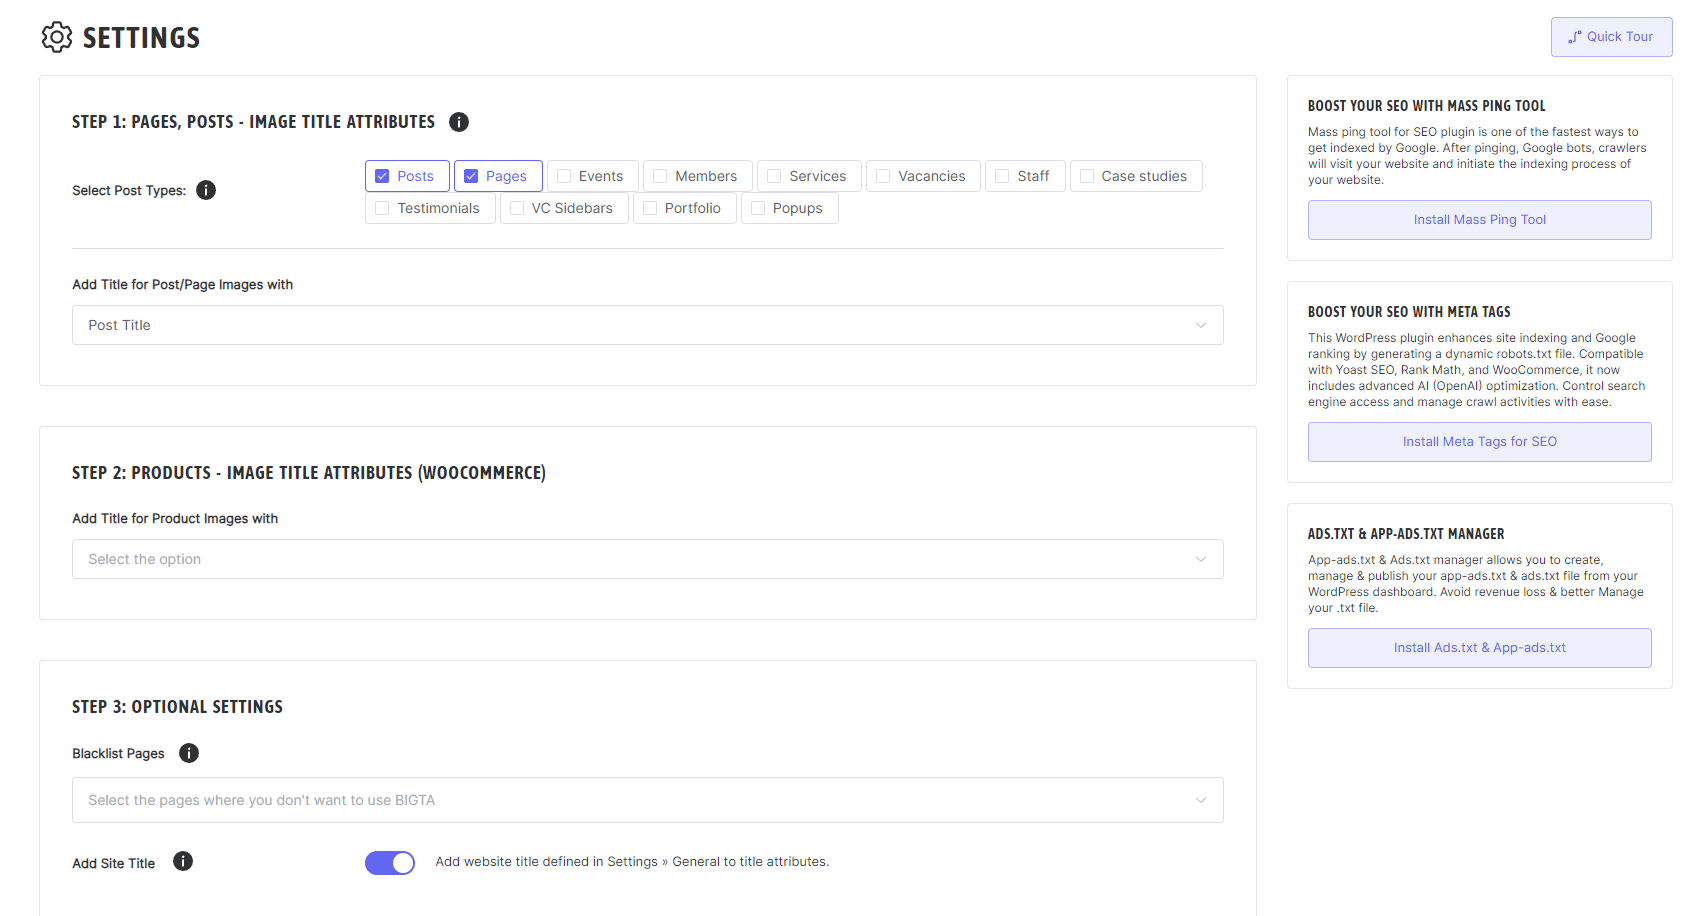 SETTINGS
Quick Tour
STEP 1: PAGES, POSTS - IMAGE TITLE ATTRIBUTES
Select Post Types:
Posts Pages Events Members Services Vacancies Staff Case studies
Testimonials VC Sidebars Portfolio Popups
Add Title for Post/Page Images with
Post Title
STEP 2: PRODUCTS - IMAGE TITLE ATTRIBUTES (WOOCOMMERCE)
Add Title for Product Images with
Select the option
STEP 3: OPTIONAL SETTINGS
Blacklist Pages
Select the pages where you don't want to use BIGTA
Add Site Title
Add website title defined in Settings » General to title attributes.
BOOST YOUR SEO WITH MASS PING TOOL
Mass ping tool for SEO plugin is one of the fastest ways to
get indexed by Google. After pinging, Google bots, crawlers
will visit your website and initiate the indexing process of
your website.
Install Mass Ping Tool
BOOST YOUR SEO WITH META TAGS
This WordPress plugin enhances site indexing and Google
ranking by generating a dynamic robots.txt file. Compatible
with Yoast SEO, Rank Math, and WooCommerce, it now
includes advanced AI (OpenAI) optimization. Control search
engine access and manage crawl activities with ease.
Install Meta Tags for SEO
ADS.TXT & APP-ADS.TXT MANAGER
App-ads.txt & Ads.txt manager allows you to create,
manage & publish your app-ads.txt & ads.txt file from your
WordPress dashboard. Avoid revenue loss & better Manage
your .txt file.
Install Ads.txt & App-ads.txt